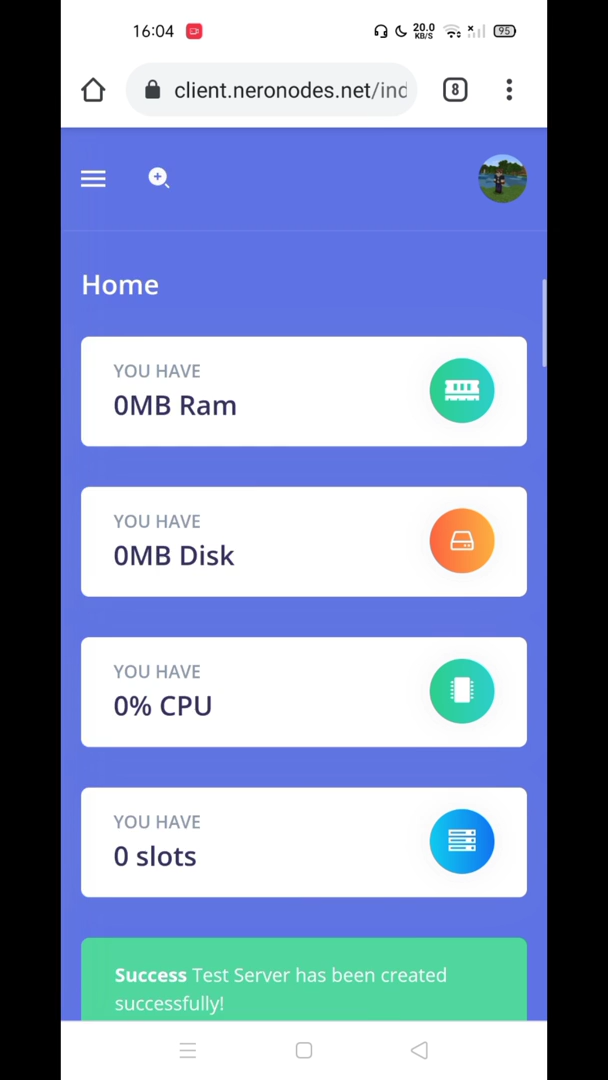 16:04
20.0
KB/S
95
client.neronodes.net/ind
8
Home
YOU HAVE
0MB Ram
YOU HAVE
0MB Disk
YOU HAVE
0% CPU
YOU HAVE
0 slots
Success Test Server has been created
successfully!